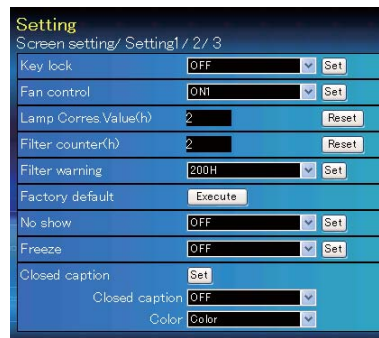 Setting
Screen setting/ Setting1/ 2/ 3
Key lock OFF Set
Fan control ON1 Set
Lamp Corres.Value(h) 2 Reset
Filter counter(h) 2 Reset
Filter warning 200H Set
Factory default Execute
No show OFF Set
Freeze OFF Set
Closed caption Set
Closed caption OFF
Color Color